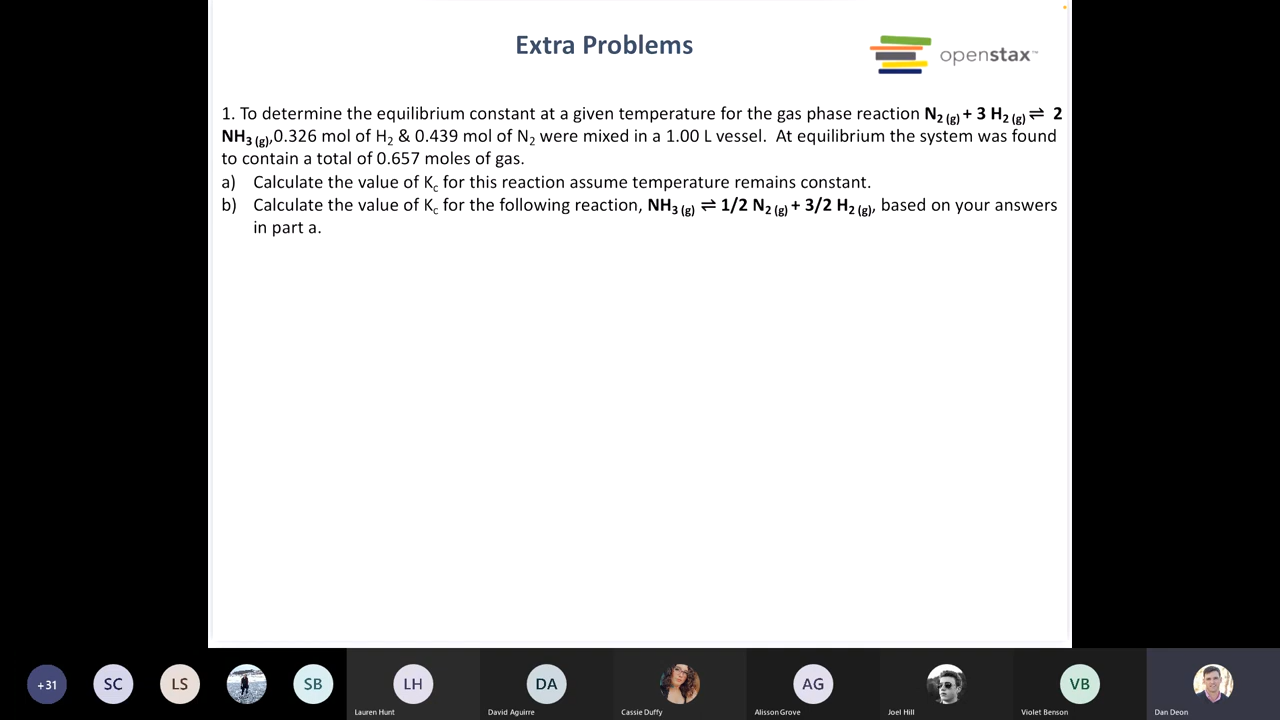 Extra Problems
openstax™
1. To determine the equilibrium constant at a given temperature for the gas phase reaction N₂ (g) + 3 H₂ (g) ⇌ 2
NH₃ (g),0.326 mol of H₂ & 0.439 mol of N₂ were mixed in a 1.00 L vessel. At equilibrium the system was found
to contain a total of 0.657 moles of gas.
a) Calculate the value of Kc for this reaction assume temperature remains constant.
b) Calculate the value of Kc for the following reaction, NH₃ (g) ⇌ 1/2 N₂ (g) + 3/2 H₂ (g), based on your answers
in part a.
+31
SC
LS
SB
LH
DA
AG
VB
Lauren Hunt
David Aguirre
Cassie Duffy
Alisson Grove
Joel Hill
Violet Benson
Dan Deon